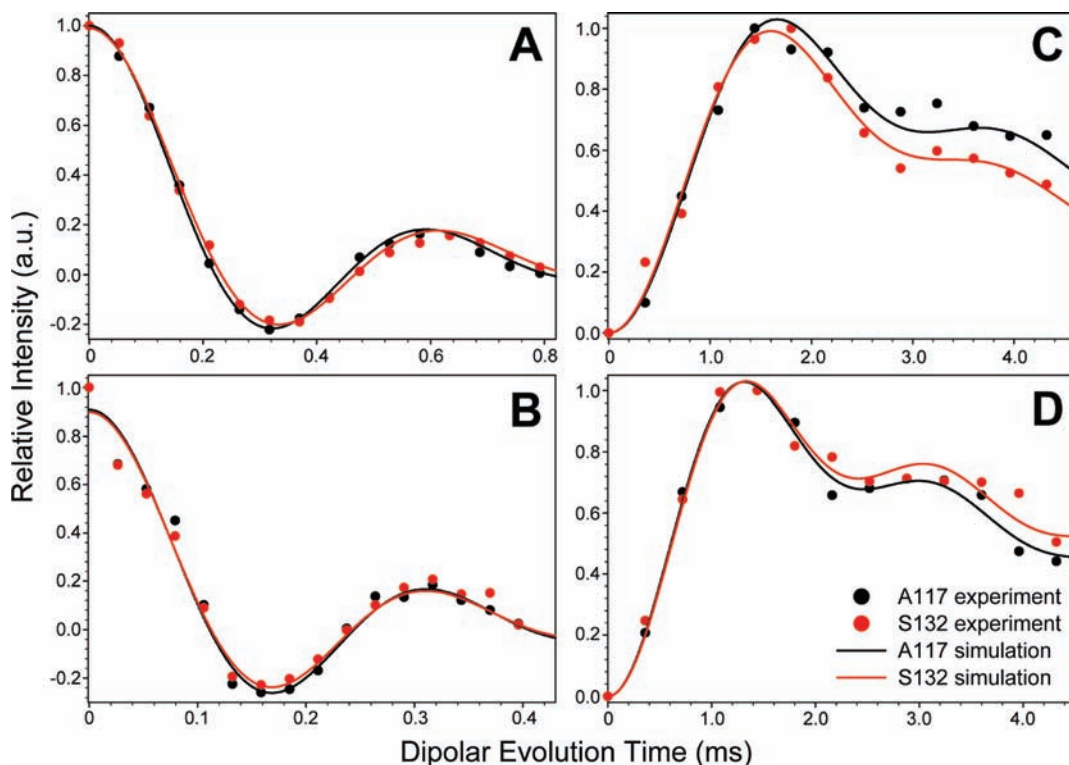 Relative Intensity (a.u.)
A
1.0
0.8
0.6
0.4
0.2
0.0
-0.2
0 0.2 0.4 0.6 0.8
B
1.0
0.8
0.6
0.4
0.2
0.0
-0.2
0 0.1 0.2 0.3 0.4
C
1.0
0.8
0.6
0.4
0.2
0.0
0 1.0 2.0 3.0 4.0
D
1.0
0.8
0.6
0.4
0.2
0.0
0 1.0 2.0 3.0 4.0
A117 experiment
S132 experiment
A117 simulation
S132 simulation
Dipolar Evolution Time (ms)